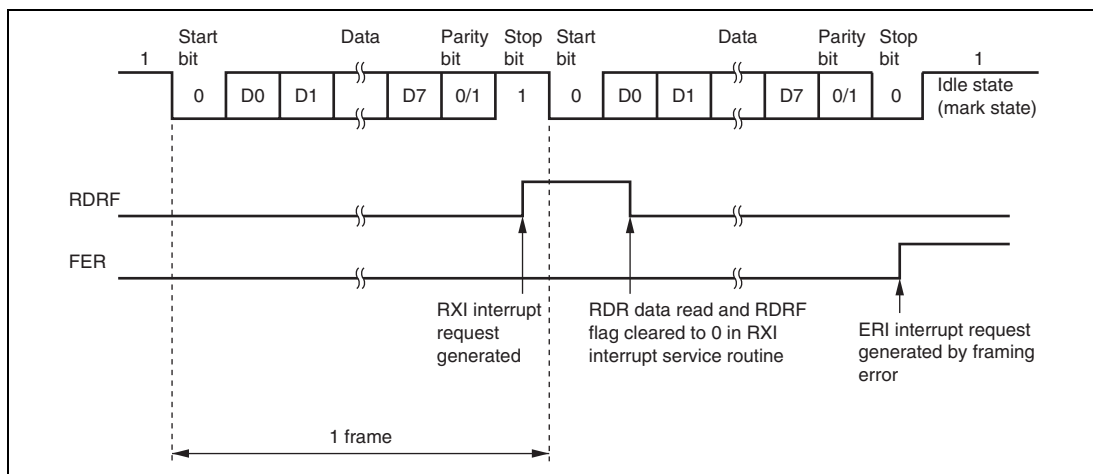 Start bit
Data
Parity bit
Stop bit
Start bit
Data
Parity bit
Stop bit
1
1
0
D0
D1
D7
0/1
1
0
D0
D1
D7
0/1
0
Idle state
(mark state)
RDRF
FER
RXI interrupt
request
generated
RDR data read and RDRF
flag cleared to 0 in RXI
interrupt service routine
ERI interrupt request
generated by framing
error
1 frame